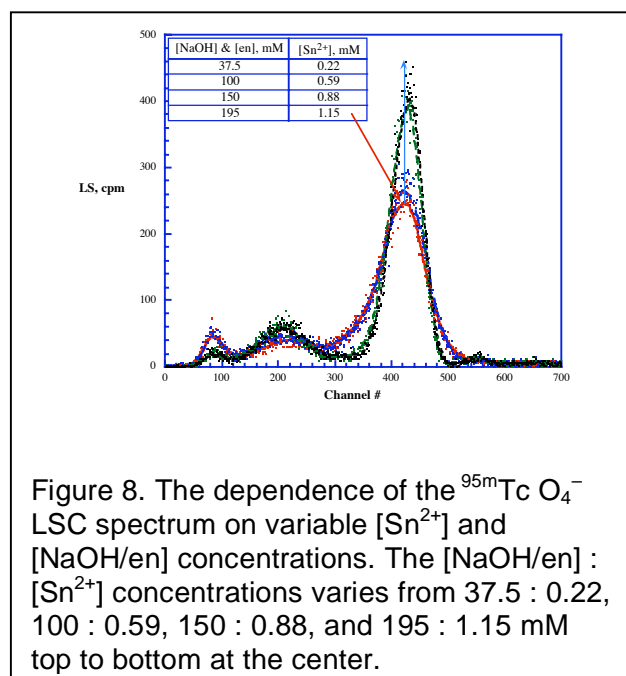 500
[NaOH] & [en], mM [Sn²⁺], mM
37.5 0.22
100 0.59
400
150 0.88
195 1.15
300
LS, cpm
200
100
0
0 100 200 300 400 500 600 700
Channel #
Figure 8. The dependence of the ⁹⁵ᵐTc O₄⁻
LSC spectrum on variable [Sn²⁺] and
[NaOH/en] concentrations. The [NaOH/en] :
[Sn²⁺] concentrations varies from 37.5 : 0.22,
100 : 0.59, 150 : 0.88, and 195 : 1.15 mM
top to bottom at the center.